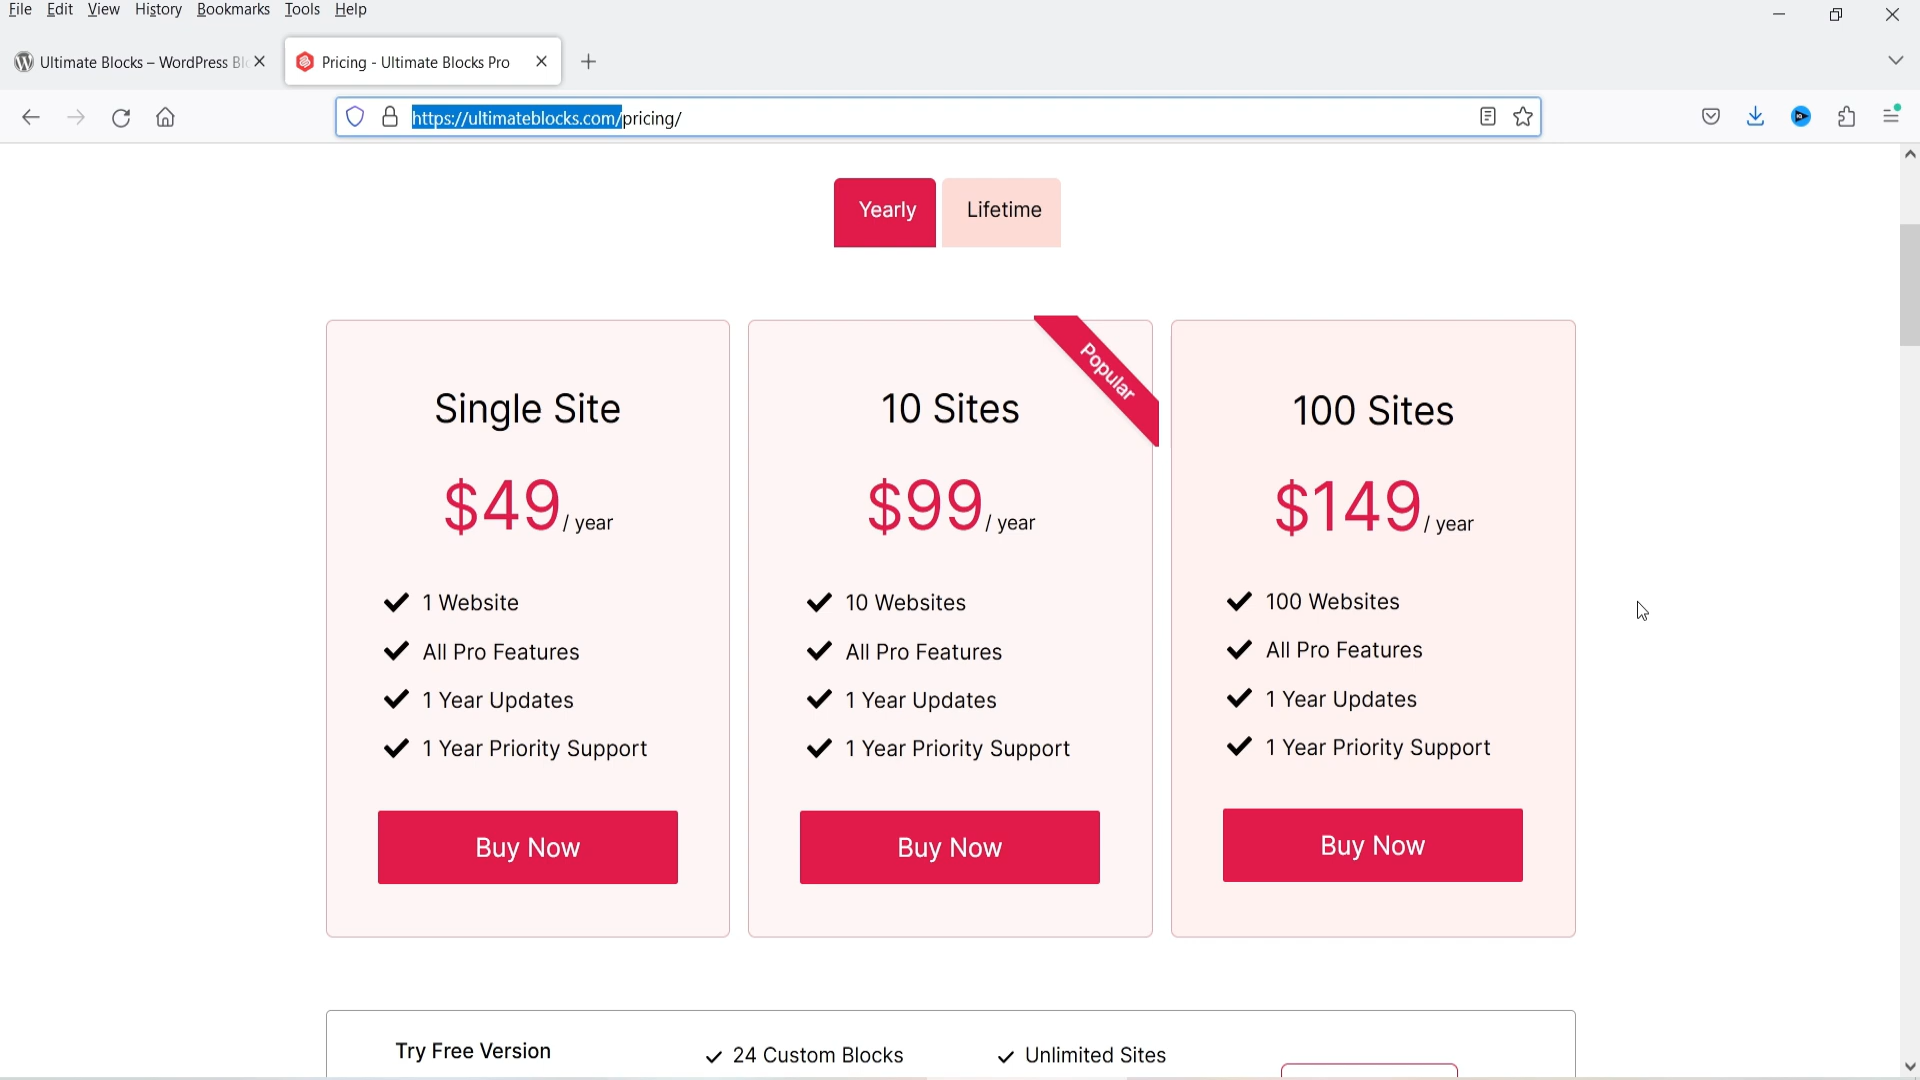 File Edit View History Bookmarks Tools Help
Ultimate Blocks – WordPress Bl
Pricing - Ultimate Blocks Pro
https://ultimateblocks.com/pricing/
Yearly
Lifetime
Popular
Single Site
$49 / year
1 Website
All Pro Features
1 Year Updates
1 Year Priority Support
Buy Now
10 Sites
$99 / year
10 Websites
All Pro Features
1 Year Updates
1 Year Priority Support
Buy Now
100 Sites
$149 / year
100 Websites
All Pro Features
1 Year Updates
1 Year Priority Support
Buy Now
Try Free Version
24 Custom Blocks
Unlimited Sites